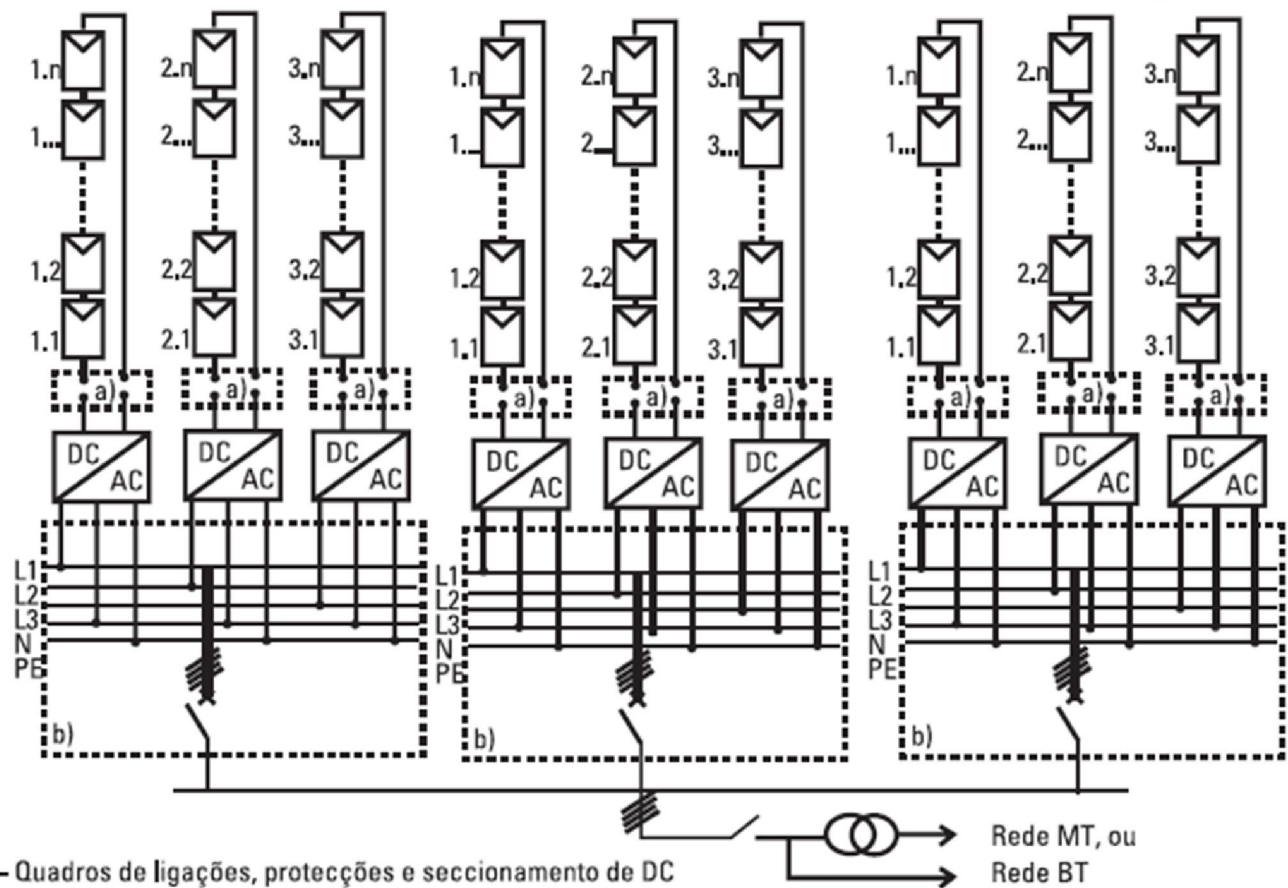 1.n 2.n 3.n 1.n 2.n 3.n 1.n 2.n 3.n
1... 2... 3... 1... 2... 3... 1... 2... 3...
1.2 2.2 3.2 1.2 2.2 3.2 1.2 2.2 3.2
1.1 2.1 3.1 1.1 2.1 3.1 1.1 2.1 3.1
a) a) a) a) a) a) a) a) a)
DC DC DC DC DC DC DC DC DC
AC AC AC AC AC AC AC AC AC
L1 L1 L1
L2 L2 L2
L3 L3 L3
N N N
PE PE PE
b) b) b)
Rede MT, ou
- Quadros de ligações, protecções e seccionamento de DC Rede BT